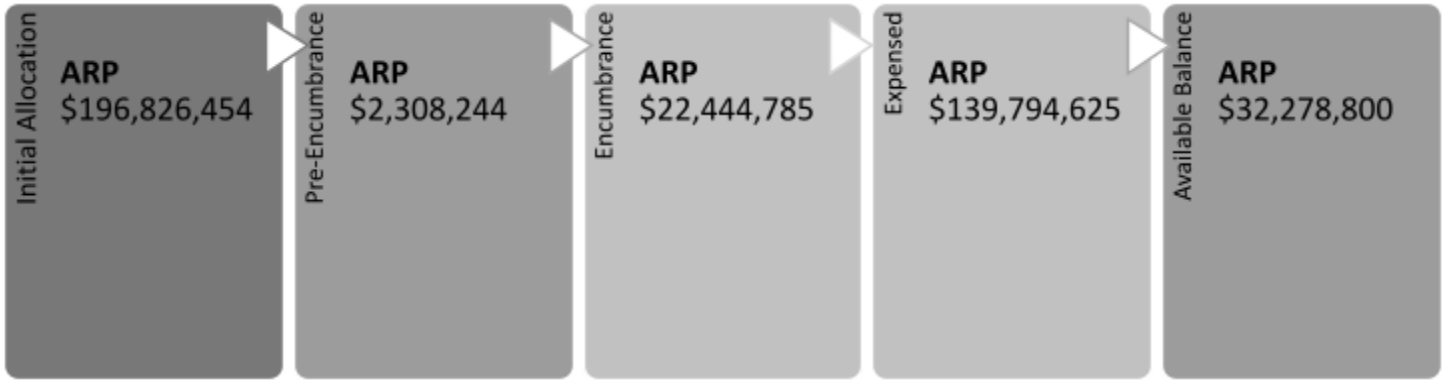 Initial Allocation
ARP
$196,826,454
Pre-Encumbrance
ARP
$2,308,244
Encumbrance
ARP
$22,444,785
Expensed
ARP
$139,794,625
Available Balance
ARP
$32,278,800